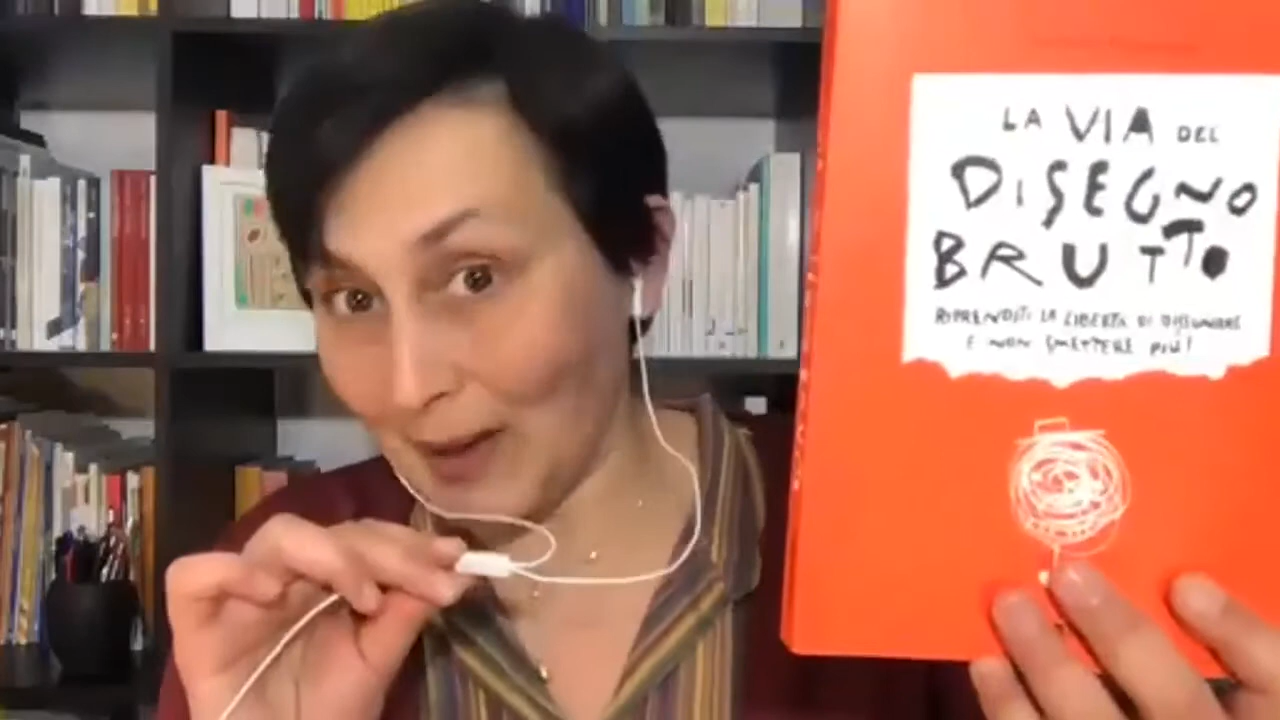 LA VIA DEL
DiSEGNO
BRUTTO
RIPRENDITI LA LIBERTÀ DI DISEGNARE
E NON SMETTERE PIÙ!